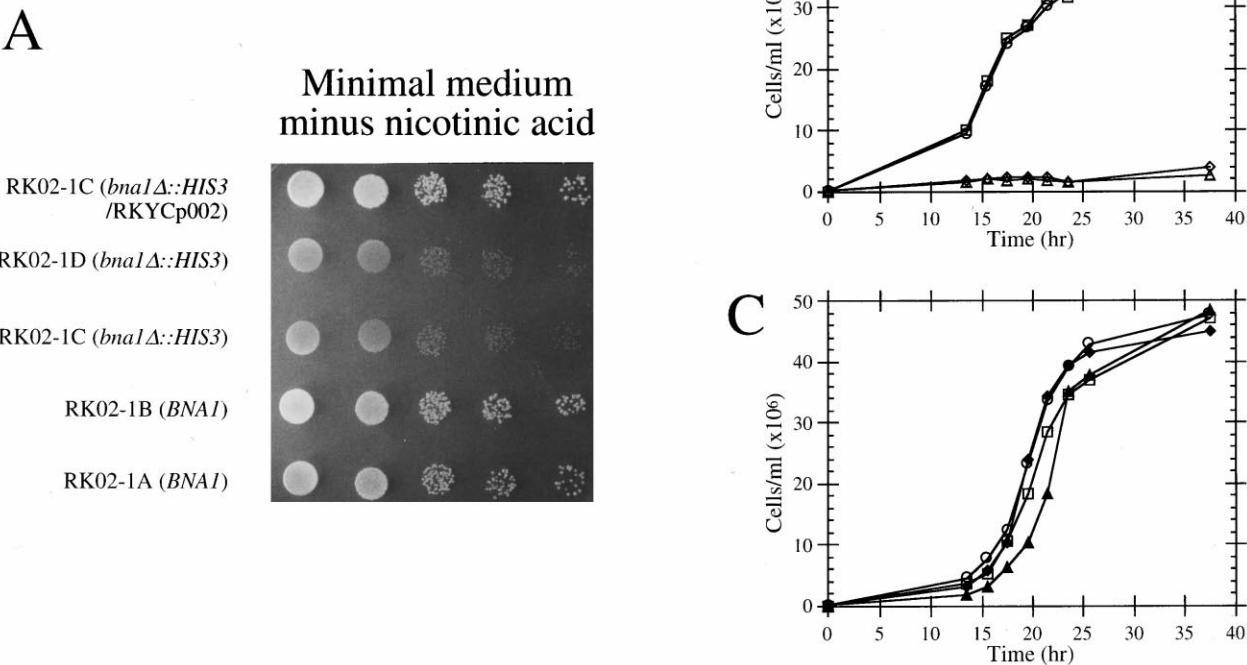 A
Minimal medium
minus nicotinic acid
RK02-1C (bna1Δ::HIS3
/RKYCp002)
RK02-1D (bna1Δ::HIS3)
RK02-1C (bna1Δ::HIS3)
RK02-1B (BNA1)
RK02-1A (BNA1)
Cells/ml (x10
30
20
10
0
0 5 10 15 20 25 30 35 40
Time (hr)
C
Cells/ml (x10⁶)
50
40
30
20
10
0
0 5 10 15 20 25 30 35 40
Time (hr)